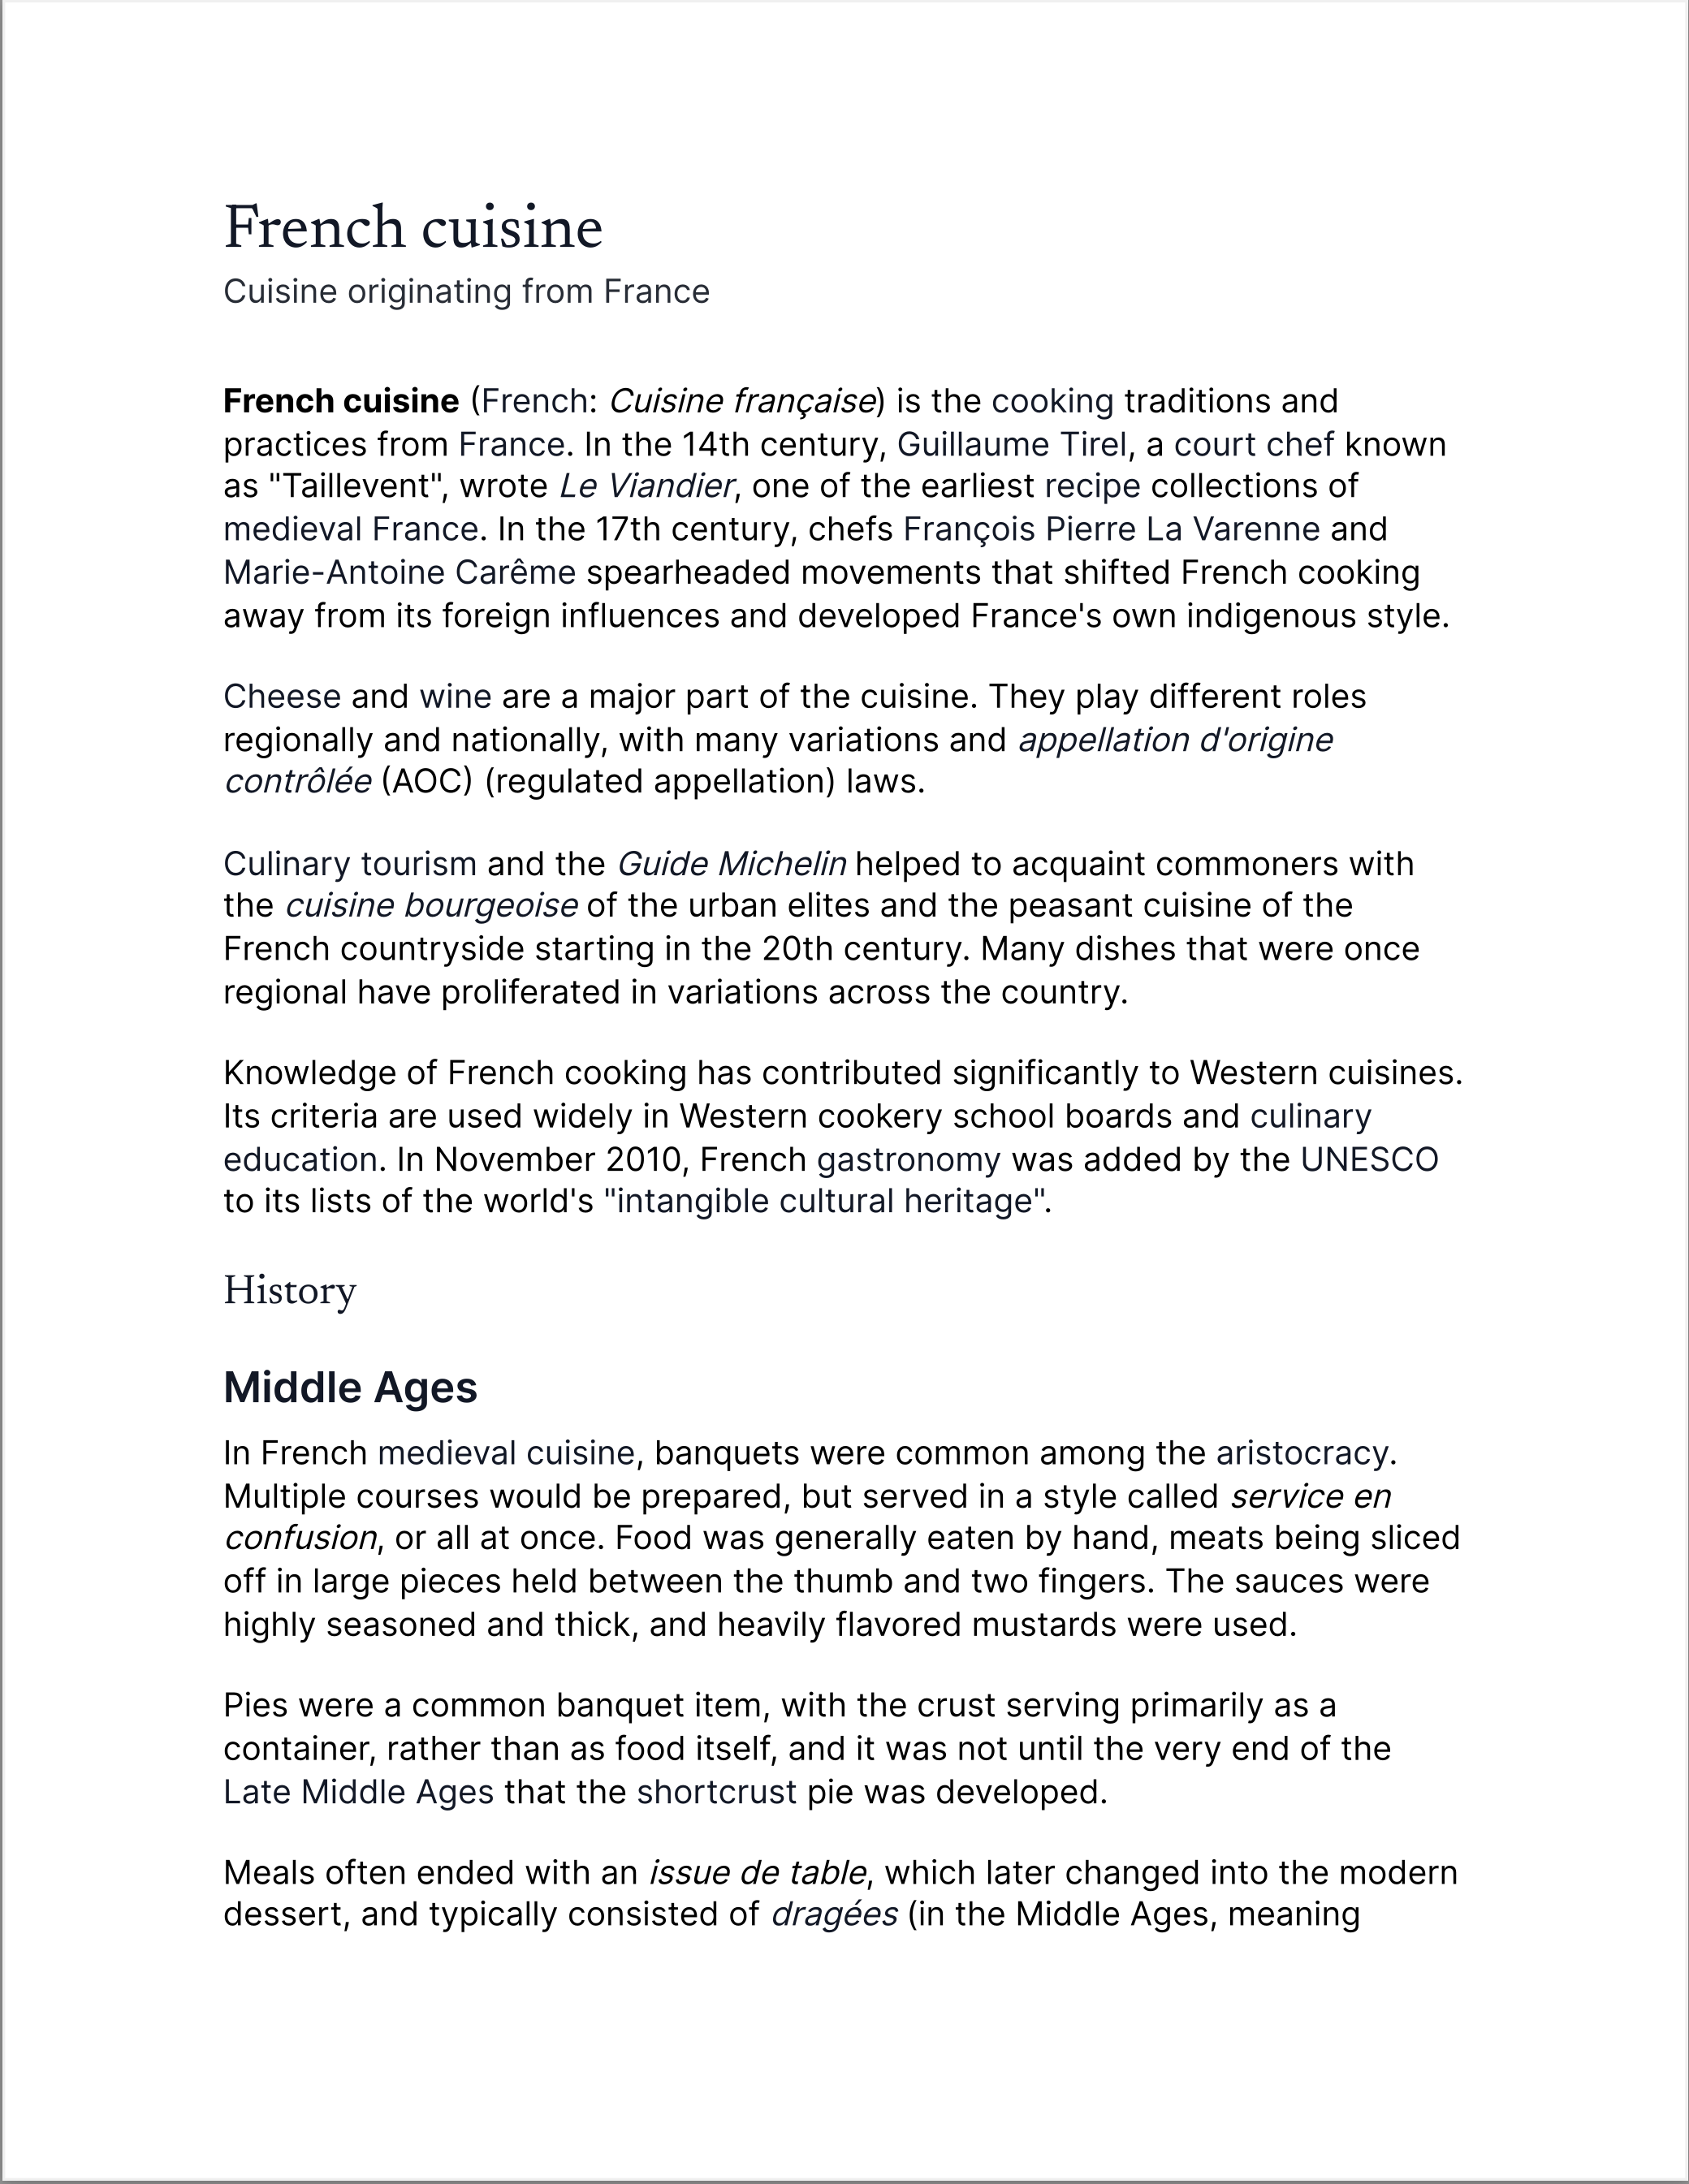 French cuisine
Cuisine originating from France
French cuisine (French: Cuisine française) is the cooking traditions and
practices from France. In the 14th century, Guillaume Tirel, a court chef known
as "Taillevent", wrote Le Viandier, one of the earliest recipe collections of
medieval France. In the 17th century, chefs François Pierre La Varenne and
Marie-Antoine Carême spearheaded movements that shifted French cooking
away from its foreign influences and developed France's own indigenous style.
Cheese and wine are a major part of the cuisine. They play different roles
regionally and nationally, with many variations and appellation d'origine
contrôlée (AOC) (regulated appellation) laws.
Culinary tourism and the Guide Michelin helped to acquaint commoners with
the cuisine bourgeoise of the urban elites and the peasant cuisine of the
French countryside starting in the 20th century. Many dishes that were once
regional have proliferated in variations across the country.
Knowledge of French cooking has contributed significantly to Western cuisines.
Its criteria are used widely in Western cookery school boards and culinary
education. In November 2010, French gastronomy was added by the UNESCO
to its lists of the world's "intangible cultural heritage".
History
Middle Ages
In French medieval cuisine, banquets were common among the aristocracy.
Multiple courses would be prepared, but served in a style called service en
confusion, or all at once. Food was generally eaten by hand, meats being sliced
off in large pieces held between the thumb and two fingers. The sauces were
highly seasoned and thick, and heavily flavored mustards were used.
Pies were a common banquet item, with the crust serving primarily as a
container, rather than as food itself, and it was not until the very end of the
Late Middle Ages that the shortcrust pie was developed.
Meals often ended with an issue de table, which later changed into the modern
dessert, and typically consisted of dragées (in the Middle Ages, meaning